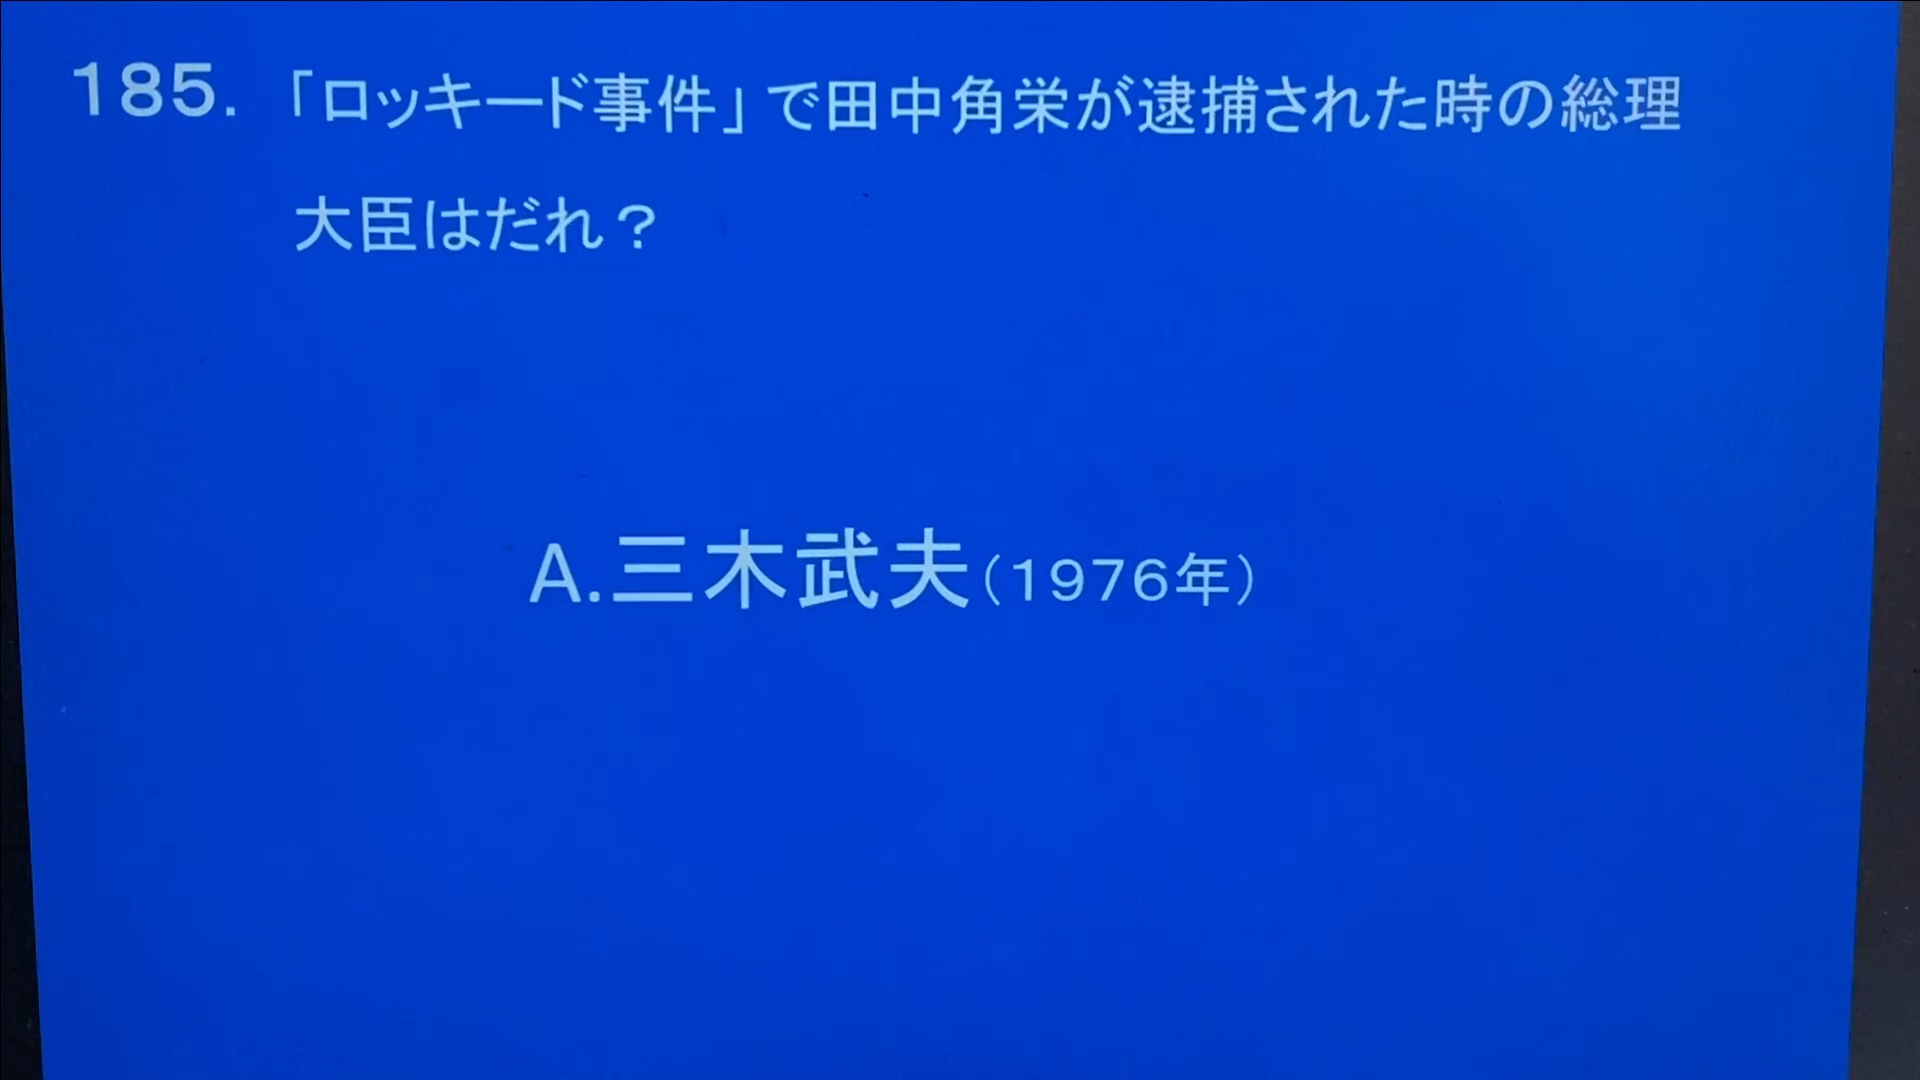 185. 「ロッキード事件」で田中角栄が逮捕された時の総理
大臣はだれ？
A.三木武夫（1976年）